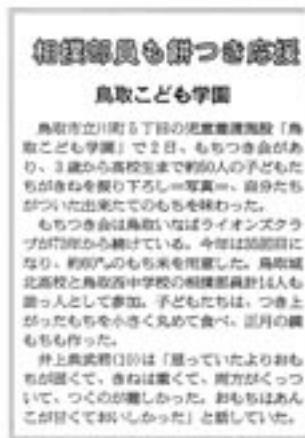 相撲部員も餅つき応援
鳥取こども学園
鳥取市立川町5丁目の児童養護施設「鳥
取こども学園」で2日、もちつき会があ
り、3歳から高校生まで約60人の子どもた
ちがきねを振り下ろし=写真=、自分たち
がついた出来たてのもちを味わった。
もちつき会は鳥取いなばライオンズクラ
ブが79年から続けている。今年は35回目に
なり、約60㌔のもち米を用意した。鳥取城
北高校と鳥取西中学校の相撲部員計14人も
助っ人として参加。子どもたちは、つき上
がったもちを小さく丸めて食べ、正月の鏡
もちも作った。
井上 君(10)は「思っていたよりおも
ちが固くて、きねは重くて、両方がくっつ
いて、つくのが難しかった。おもちはあん
こが甘くておいしかった」と話していた。